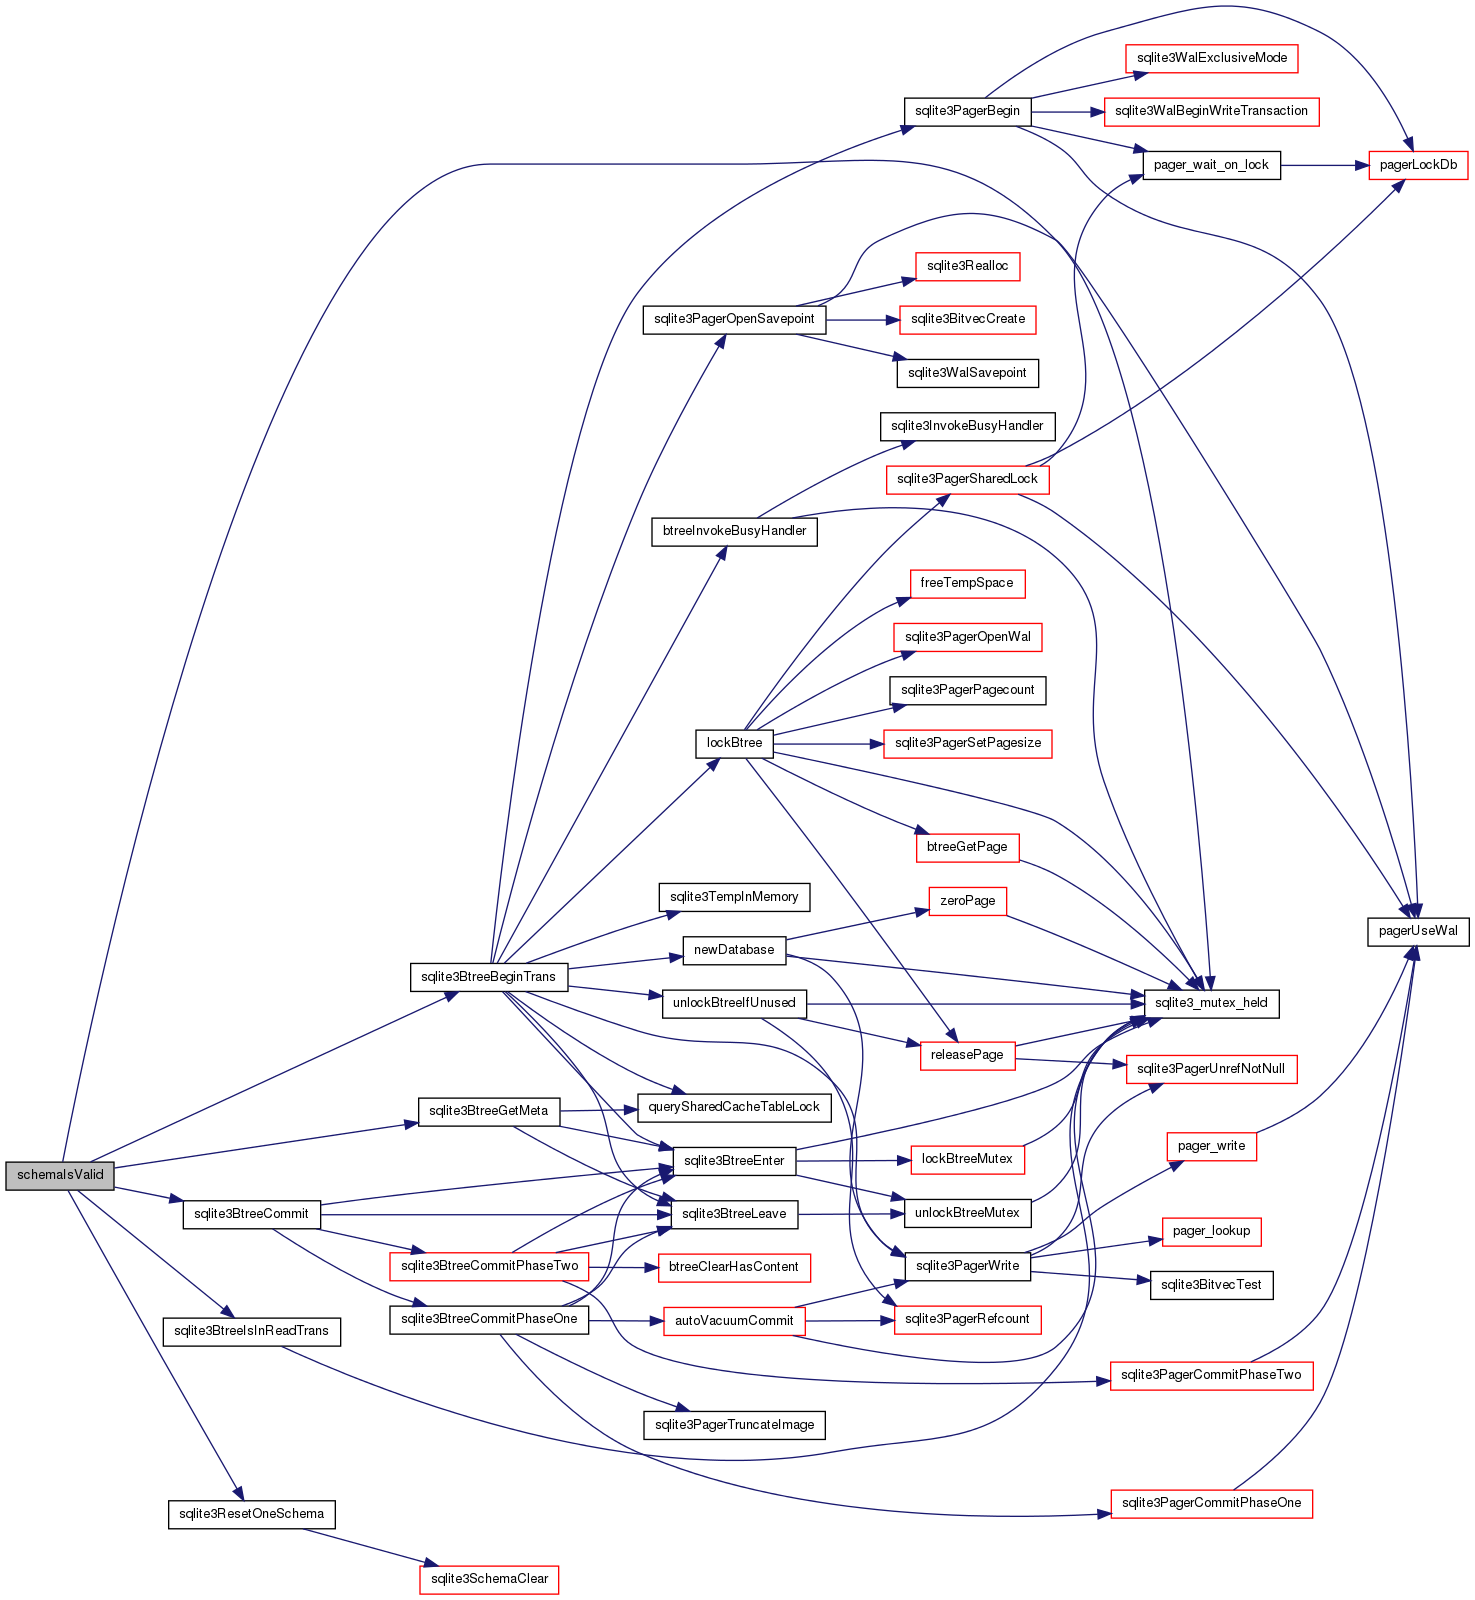 sqlite3WalExclusiveMode
sqlite3PagerBegin
sqlite3WalBeginWriteTransaction
pager_wait_on_lock
pagerLockDb
sqlite3Realloc
sqlite3PagerOpenSavepoint
sqlite3BitvecCreate
sqlite3WalSavepoint
sqlite3InvokeBusyHandler
sqlite3PagerSharedLock
btreeInvokeBusyHandler
freeTempSpace
sqlite3PagerOpenWal
sqlite3PagerPagecount
lockBtree
sqlite3PagerSetPagesize
btreeGetPage
sqlite3TempInMemory
zeroPage
pagerUseWal
newDatabase
sqlite3BtreeBeginTrans
unlockBtreeIfUnused
sqlite3_mutex_held
releasePage
sqlite3PagerUnrefNotNull
sqlite3BtreeGetMeta
querySharedCacheTableLock
pager_write
sqlite3BtreeEnter
lockBtreeMutex
schemaIsValid
sqlite3BtreeCommit
sqlite3BtreeLeave
unlockBtreeMutex
pager_lookup
sqlite3BtreeCommitPhaseTwo
btreeClearHasContent
sqlite3PagerWrite
sqlite3BitvecTest
sqlite3BtreeIsInReadTrans
sqlite3BtreeCommitPhaseOne
autoVacuumCommit
sqlite3PagerRefcount
sqlite3PagerCommitPhaseTwo
sqlite3PagerTruncateImage
sqlite3ResetOneSchema
sqlite3PagerCommitPhaseOne
sqlite3SchemaClear